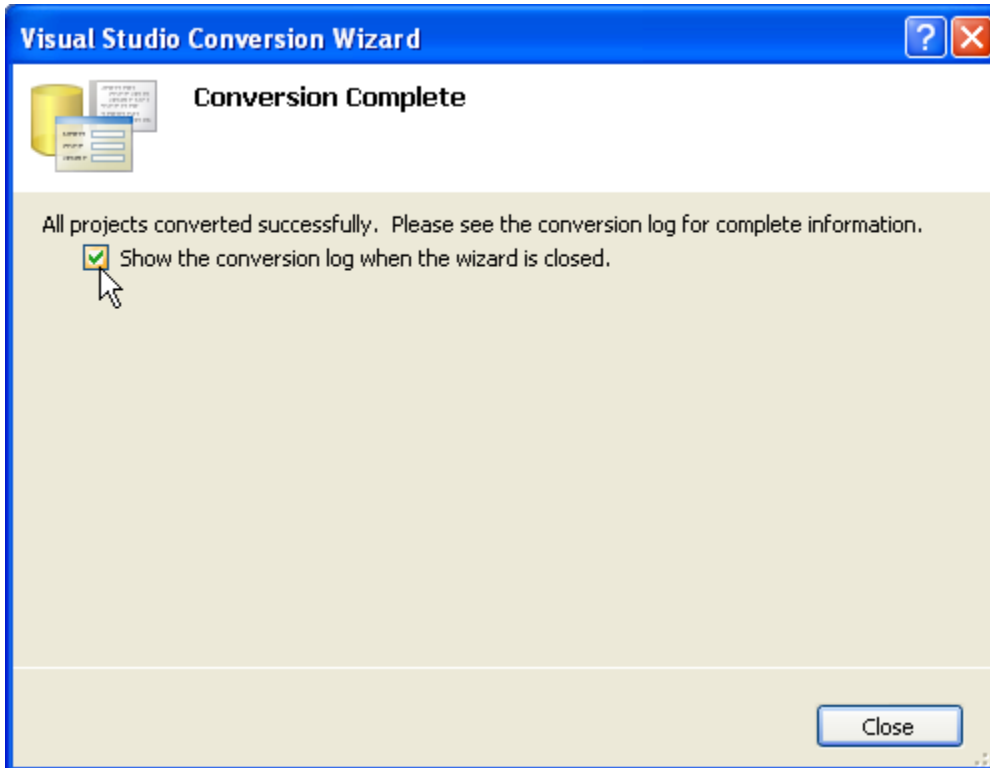 Visual Studio Conversion Wizard
Conversion Complete
All projects converted successfully. Please see the conversion log for complete information.
Show the conversion log when the wizard is closed.
Close